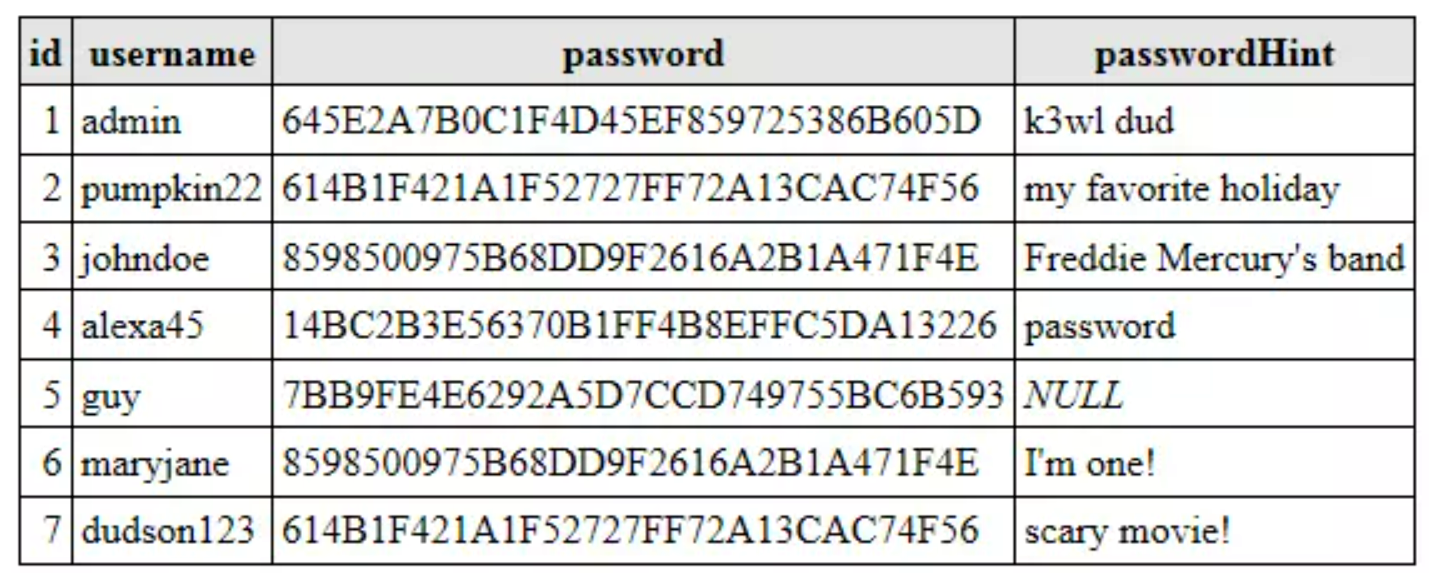 id username password passwordHint
1 admin 645E2A7B0C1F4D45EF859725386B605D k3wl dud
2 pumpkin22 614B1F421A1F52727FF72A13CAC74F56 my favorite holiday
3 johndoe 8598500975B68DD9F2616A2B1A471F4E Freddie Mercury's band
4 alexa45 14BC2B3E56370B1FF4B8EFFC5DA13226 password
5 guy 7BB9FE4E6292A5D7CCD749755BC6B593 NULL
6 maryjane 8598500975B68DD9F2616A2B1A471F4E I'm one!
7 dudson123 614B1F421A1F52727FF72A13CAC74F56 scary movie!